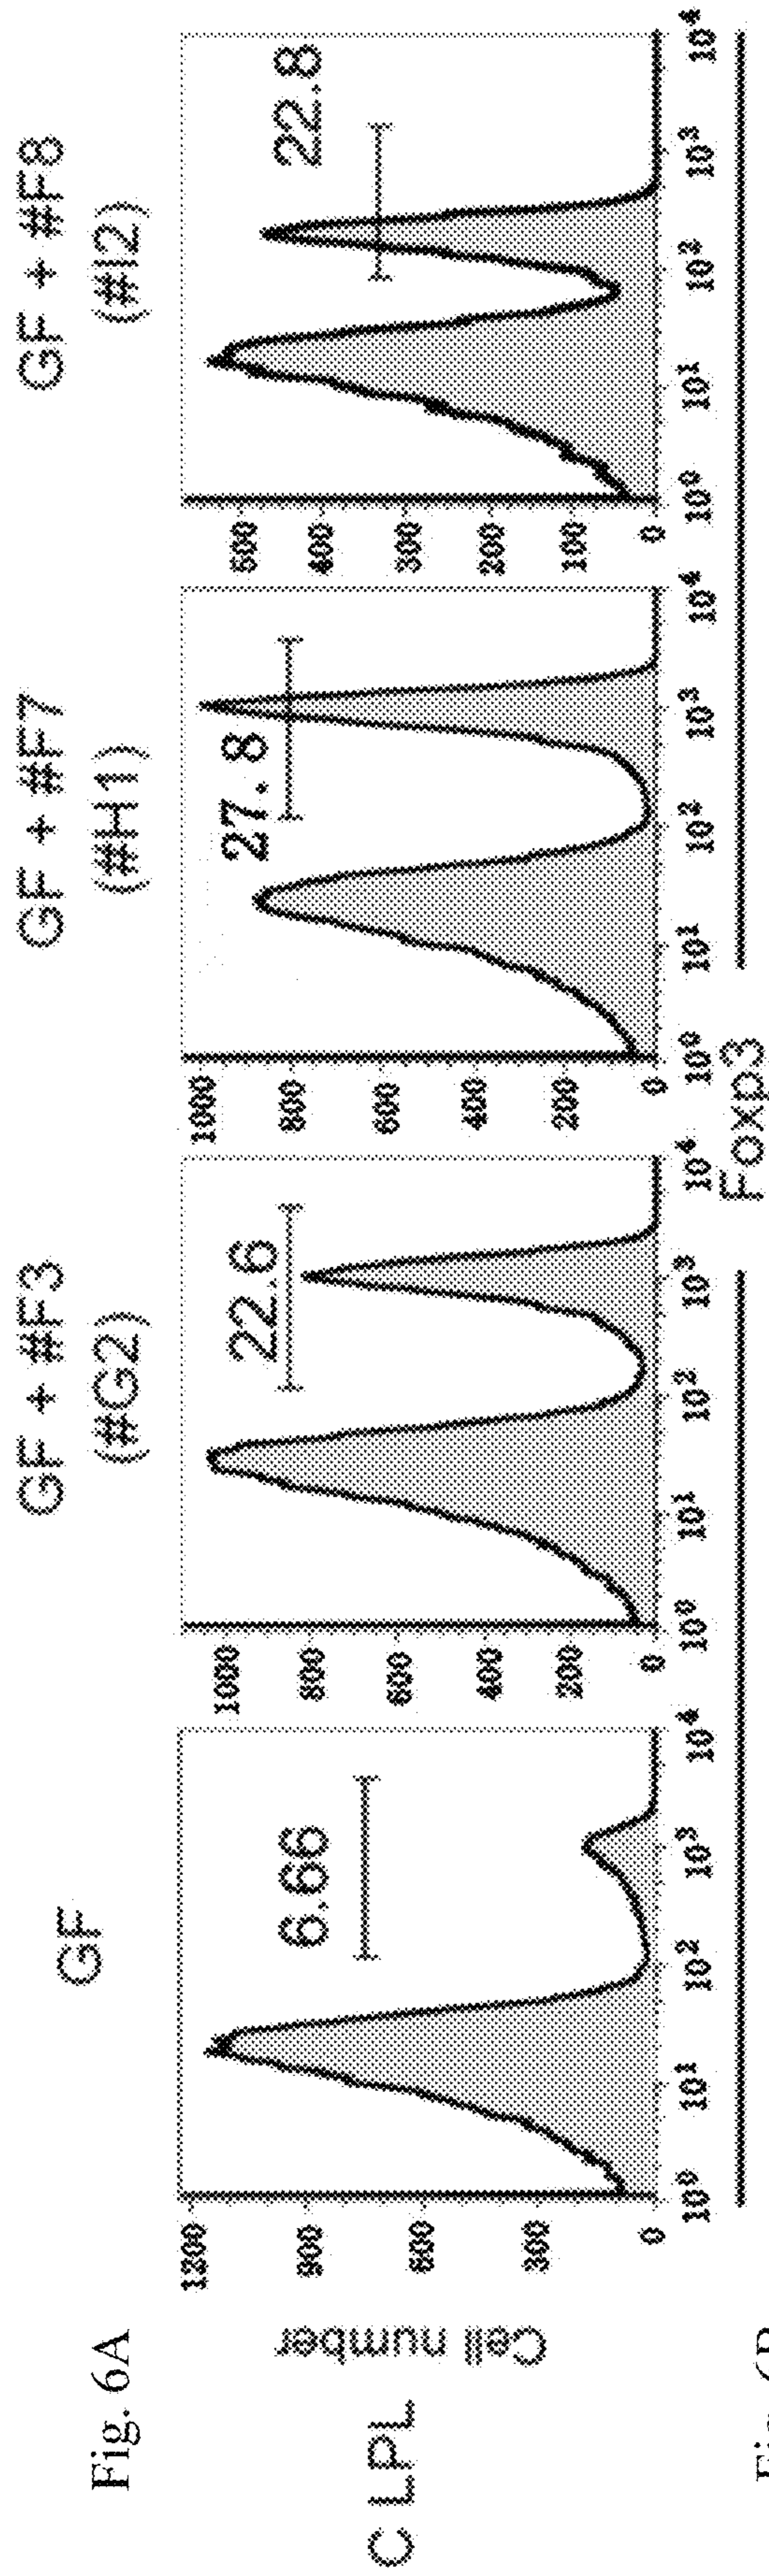 Fig. 6A
GF
GF + #F3
(#G2)
GF + #F7
(#H1)
GF + #F8
(#I2)
C LPL
Cell number
1200
900
600
300
0
6.66
10⁰ 10¹ 10² 10³ 10⁴
1000
800
600
400
200
0
22.6
10⁰ 10¹ 10² 10³ 10⁴
1000
800
600
400
200
0
27.8
10⁰ 10¹ 10² 10³ 10⁴
500
400
300
200
100
0
22.8
10⁰ 10¹ 10² 10³ 10⁴
Foxp3